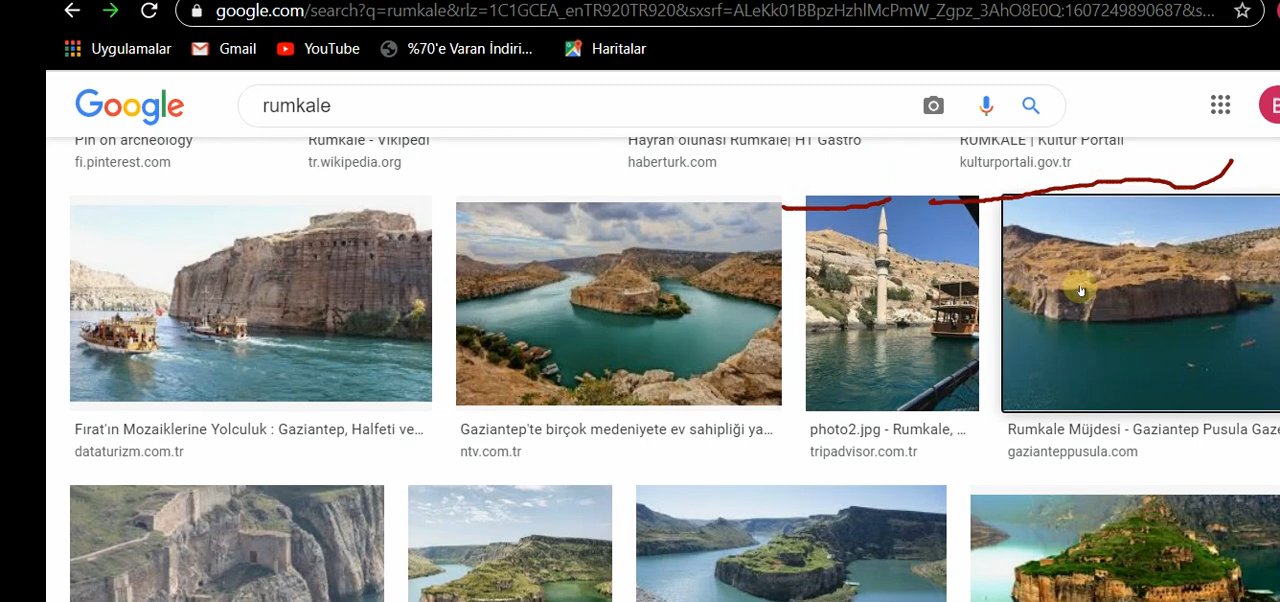 google.com/search?q=rumkale&rlz=1C1GCEA_enTR920TR920&sxsrf=ALeKk01BBpzHzhlMcPmW_Zgpz_3AhO8E0Q:1607249890687&s...
Uygulamalar Gmail YouTube %70'e Varan İndiri... Haritalar
Google rumkale
Pin on archeology Rumkale - Vikipedi Hayran olunası Rumkale| HT Gastro RUMKALE | Kültür Portalı
fi.pinterest.com tr.wikipedia.org haberturk.com kulturportali.gov.tr
Fırat'ın Mozaiklerine Yolculuk : Gaziantep, Halfeti ve... Gaziantep'te birçok medeniyete ev sahipliği ya... photo2.jpg - Rumkale, ... Rumkale Müjdesi - Gaziantep Pusula Gaze
dataturizm.com.tr ntv.com.tr tripadvisor.com.tr gazianteppusula.com